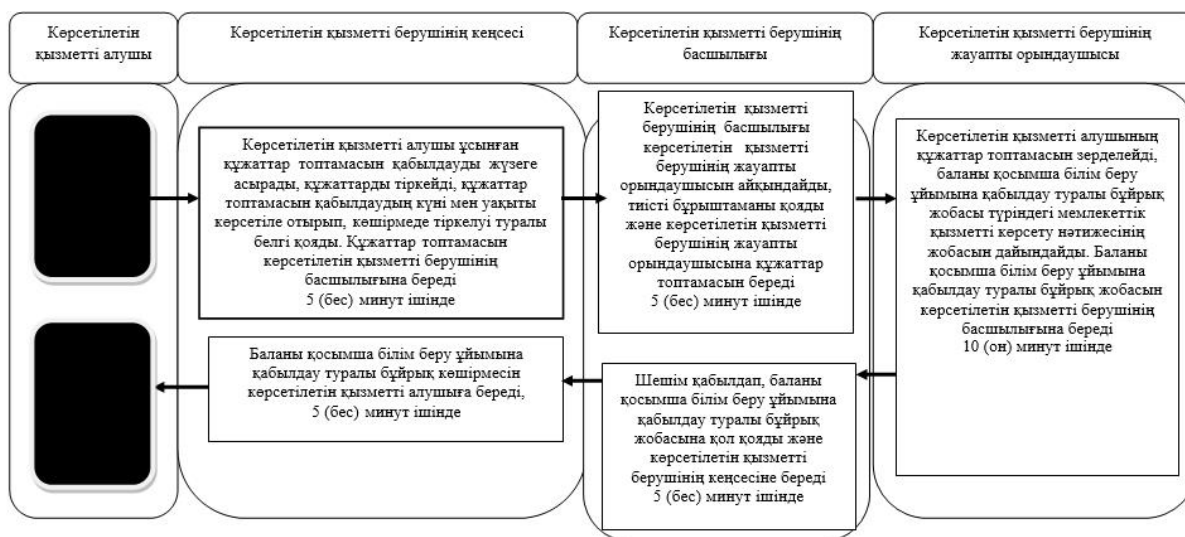 Көрсетілетін
қызметті алушы
Көрсетілетін қызметті берушінің кеңсесі
Көрсетілетін қызметті берушінің
басшылығы
Көрсетілетін қызметті берушінің
жауапты орындаушысы
Көрсетілетін қызметті алушы ұсынған
құжаттар топтамасын қабылдауды жүзеге
асырады, құжаттарды тіркейді, құжаттар
топтамасын қабылдаудың күні мен уақыты
көрсетіле отырып, көшірмеде тіркелуі туралы
белгі қояды. Құжаттар топтамасын
көрсетілетін қызметті берушінің
басшылығына береді
5 (бес) минут ішінде
Көрсетілетін қызметті
берушінің басшылығы
көрсетілетін қызметті
берушінің жауапты
орындаушысын айқындайды,
тиісті бұрыштаманы қояды
және көрсетілетін қызметті
берушінің жауапты
орындаушысына құжаттар
топтамасын береді
5 (бес) минут ішінде
Көрсетілетін қызметті алушының
құжаттар топтамасын зерделейді,
баланы қосымша білім беру
ұйымына қабылдау туралы бұйрық
жобасы түріндегі мемлекеттік
қызметті көрсету нәтижесінің
жобасын дайындайды. Баланы
қосымша білім беру ұйымына
қабылдау туралы бұйрық жобасын
көрсетілетін қызметті берушінің
басшылығына береді
10 (он) минут ішінде
Баланы қосымша білім беру ұйымына
қабылдау туралы бұйрық көшірмесін
көрсетілетін қызметті алушыға береді,
5 (бес) минут ішінде
Шешім қабылдап, баланы
қосымша білім беру ұйымына
қабылдау туралы бұйрық
жобасына қол қояды және
көрсетілетін қызметті
берушінің кеңсесіне береді
5 (бес) минут ішінде